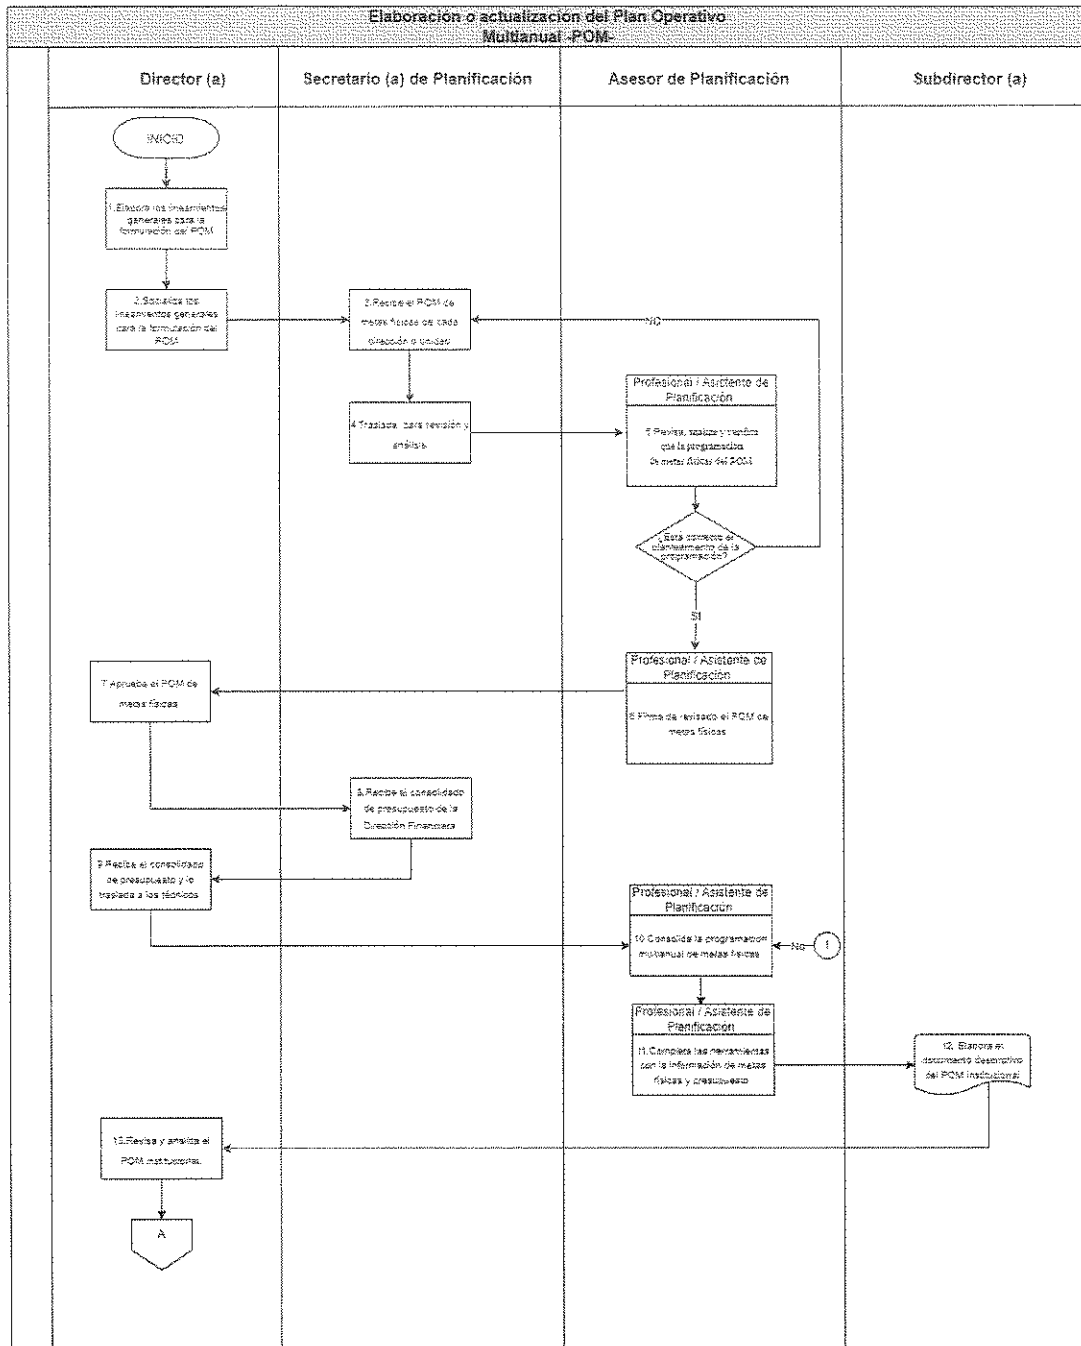 Elaboración o actualización del Plan Operativo
Multianual -POM-
Director (a)
Secretario (a) de Planificación
Asesor de Planificación
Subdirector (a)
INICIO
1.Elabora los lineamientos
generales para la
formulación del POM
2.Socializa los
lineamientos generales
para la formulación del
POM
3.Recibe el POM de
metas físicas de cada
dirección o unidad
NO
4.Traslada para revisión y
análisis
Profesional / Asistente de
Planificación
5.Revisa, analiza y verifica
que la programación
de metas físicas del POM
¿Está correcto el
planteamiento de la
programación?
SI
Profesional / Asistente de
Planificación
6.Firma de revisado el POM de
metas físicas
7.Aprueba el POM de
metas físicas
8.Recibe el consolidado
de presupuesto de la
Dirección Financiera
9.Recibe el consolidado
de presupuesto y lo
traslada a los técnicos
Profesional / Asistente de
Planificación
10.Consolida la programación
multianual de metas físicas
No
1
Profesional / Asistente de
Planificación
11.Completa las herramientas
con la información de metas
físicas y presupuesto
12. Elabora el
documento descriptivo
del POM institucional
13.Revisa y analiza el
POM institucional.
A